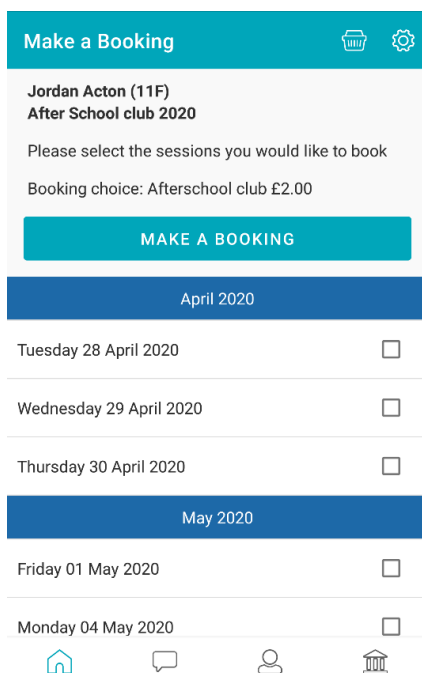 Make a Booking
Jordan Acton (11F)
After School club 2020
Please select the sessions you would like to book
Booking choice: Afterschool club £2.00
MAKE A BOOKING
April 2020
Tuesday 28 April 2020
Wednesday 29 April 2020
Thursday 30 April 2020
May 2020
Friday 01 May 2020
Monday 04 May 2020